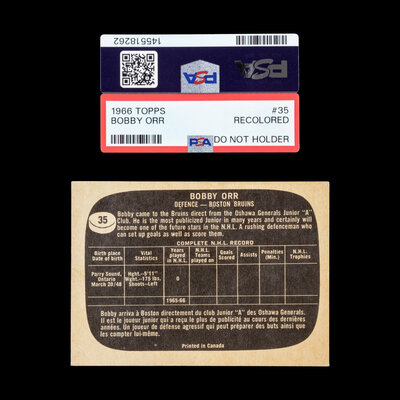 145518262
PSA
1966 TOPPS #35
BOBBY ORR RECOLORED
PSA DO NOT HOLDER
35
BOBBY ORR
DEFENCE — BOSTON BRUINS
Bobby came to the Bruins direct from the Oshawa Generals Junior "A"
Club. He is the most publicized Junior in many years and certainly will
become one of the future stars in the N.H.L. A rushing defenceman who
can set up goals as well as score them.
COMPLETE N.H.L. RECORD
Birth place Date of birth Vital Statistics Years played in N.H.L. N.H.L. Teams played on Goals Scored Assists Penalties (Min.) N.H.L. Trophies
Parry Sound, Ontario March 20/48 Hght.-5'11" Wght.-175 lbs. Shoots-Left 0
1965-66
Bobby arriva à Boston directement du club Junior "A" des Oshawa Generals.
Il est le joueur junior qui a reçu le plus de publicité au cours des dernières
années. Un joueur de défense agressif qui peut préparer des buts ainsi que
les compter lui-même.
Printed in Canada